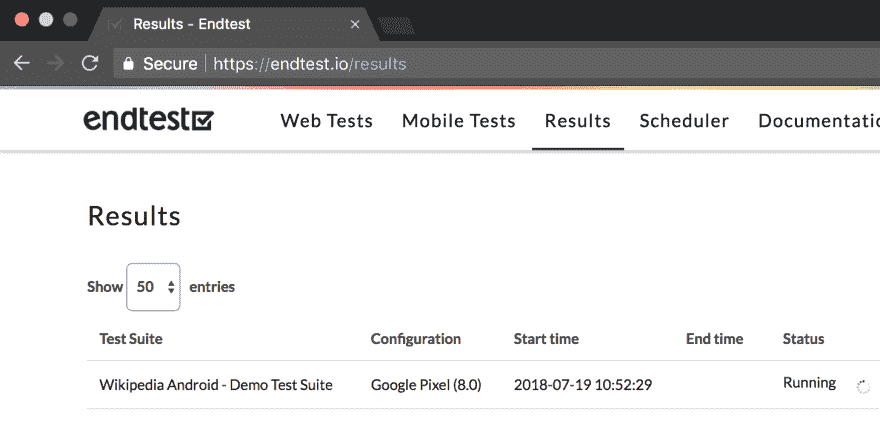 Results - Endtest
Secure https://endtest.io/results
endtest
Web Tests Mobile Tests Results Scheduler
Results
Show 50 entries
Test Suite Configuration Start time End time Status
Wikipedia Android - Demo Test Suite Google Pixel (8.0) 2018-07-19 10:52:29 Running